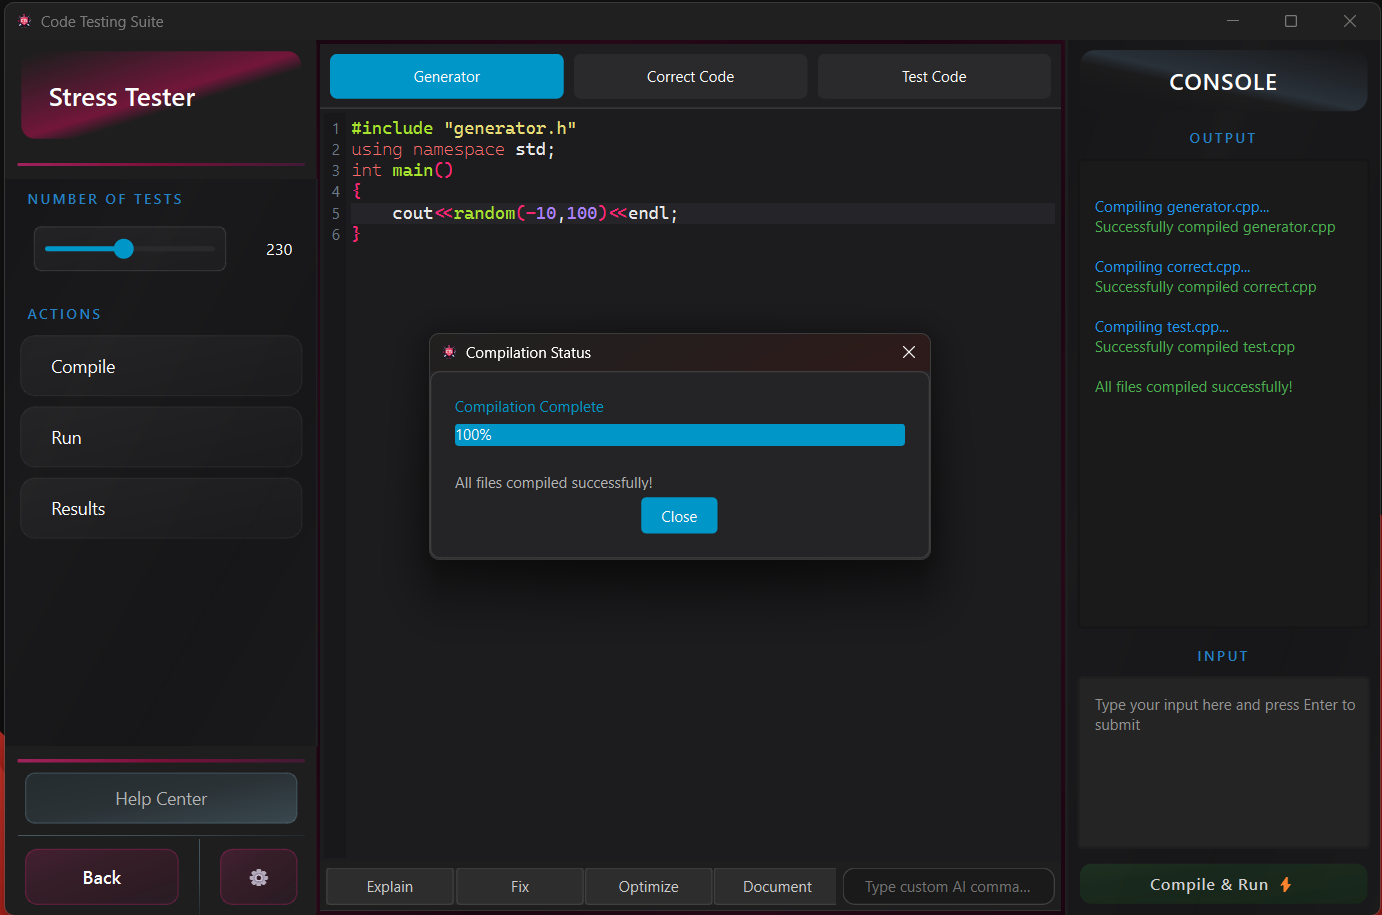 Code Testing Suite
Stress Tester
NUMBER OF TESTS
230
ACTIONS
Compile
Run
Results
Help Center
Back
Generator
Correct Code
Test Code
1 #include "generator.h"
2 using namespace std;
3 int main()
4 {
5     cout<<random(-10,100)<<endl;
6 }
Compilation Status
Compilation Complete
100%
All files compiled successfully!
Close
Explain
Fix
Optimize
Document
Type custom AI comma...
CONSOLE
OUTPUT
Compiling generator.cpp...
Successfully compiled generator.cpp
Compiling correct.cpp...
Successfully compiled correct.cpp
Compiling test.cpp...
Successfully compiled test.cpp
All files compiled successfully!
INPUT
Type your input here and press Enter to
submit
Compile & Run